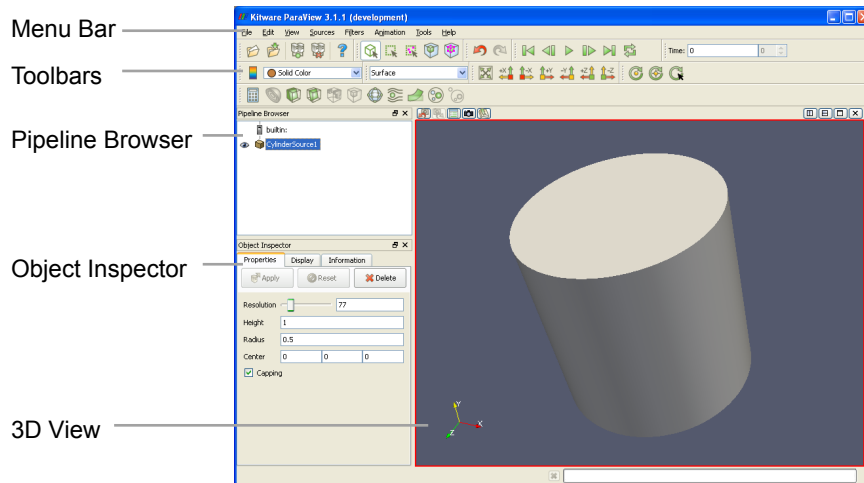 Kitware ParaView 3.1.1 (development)
Menu Bar
File Edit View Sources Filters Animation Tools Help
Time: 0 0
Toolbars
Solid Color Surface
Pipeline Browser
Pipeline Browser
builtin:
CylinderSource1
Object Inspector
Object Inspector
Properties Display Information
Apply Reset Delete
Resolution 77
Height 1
Radius 0.5
Center 0 0 0
Capping
3D View
Y
X
Z